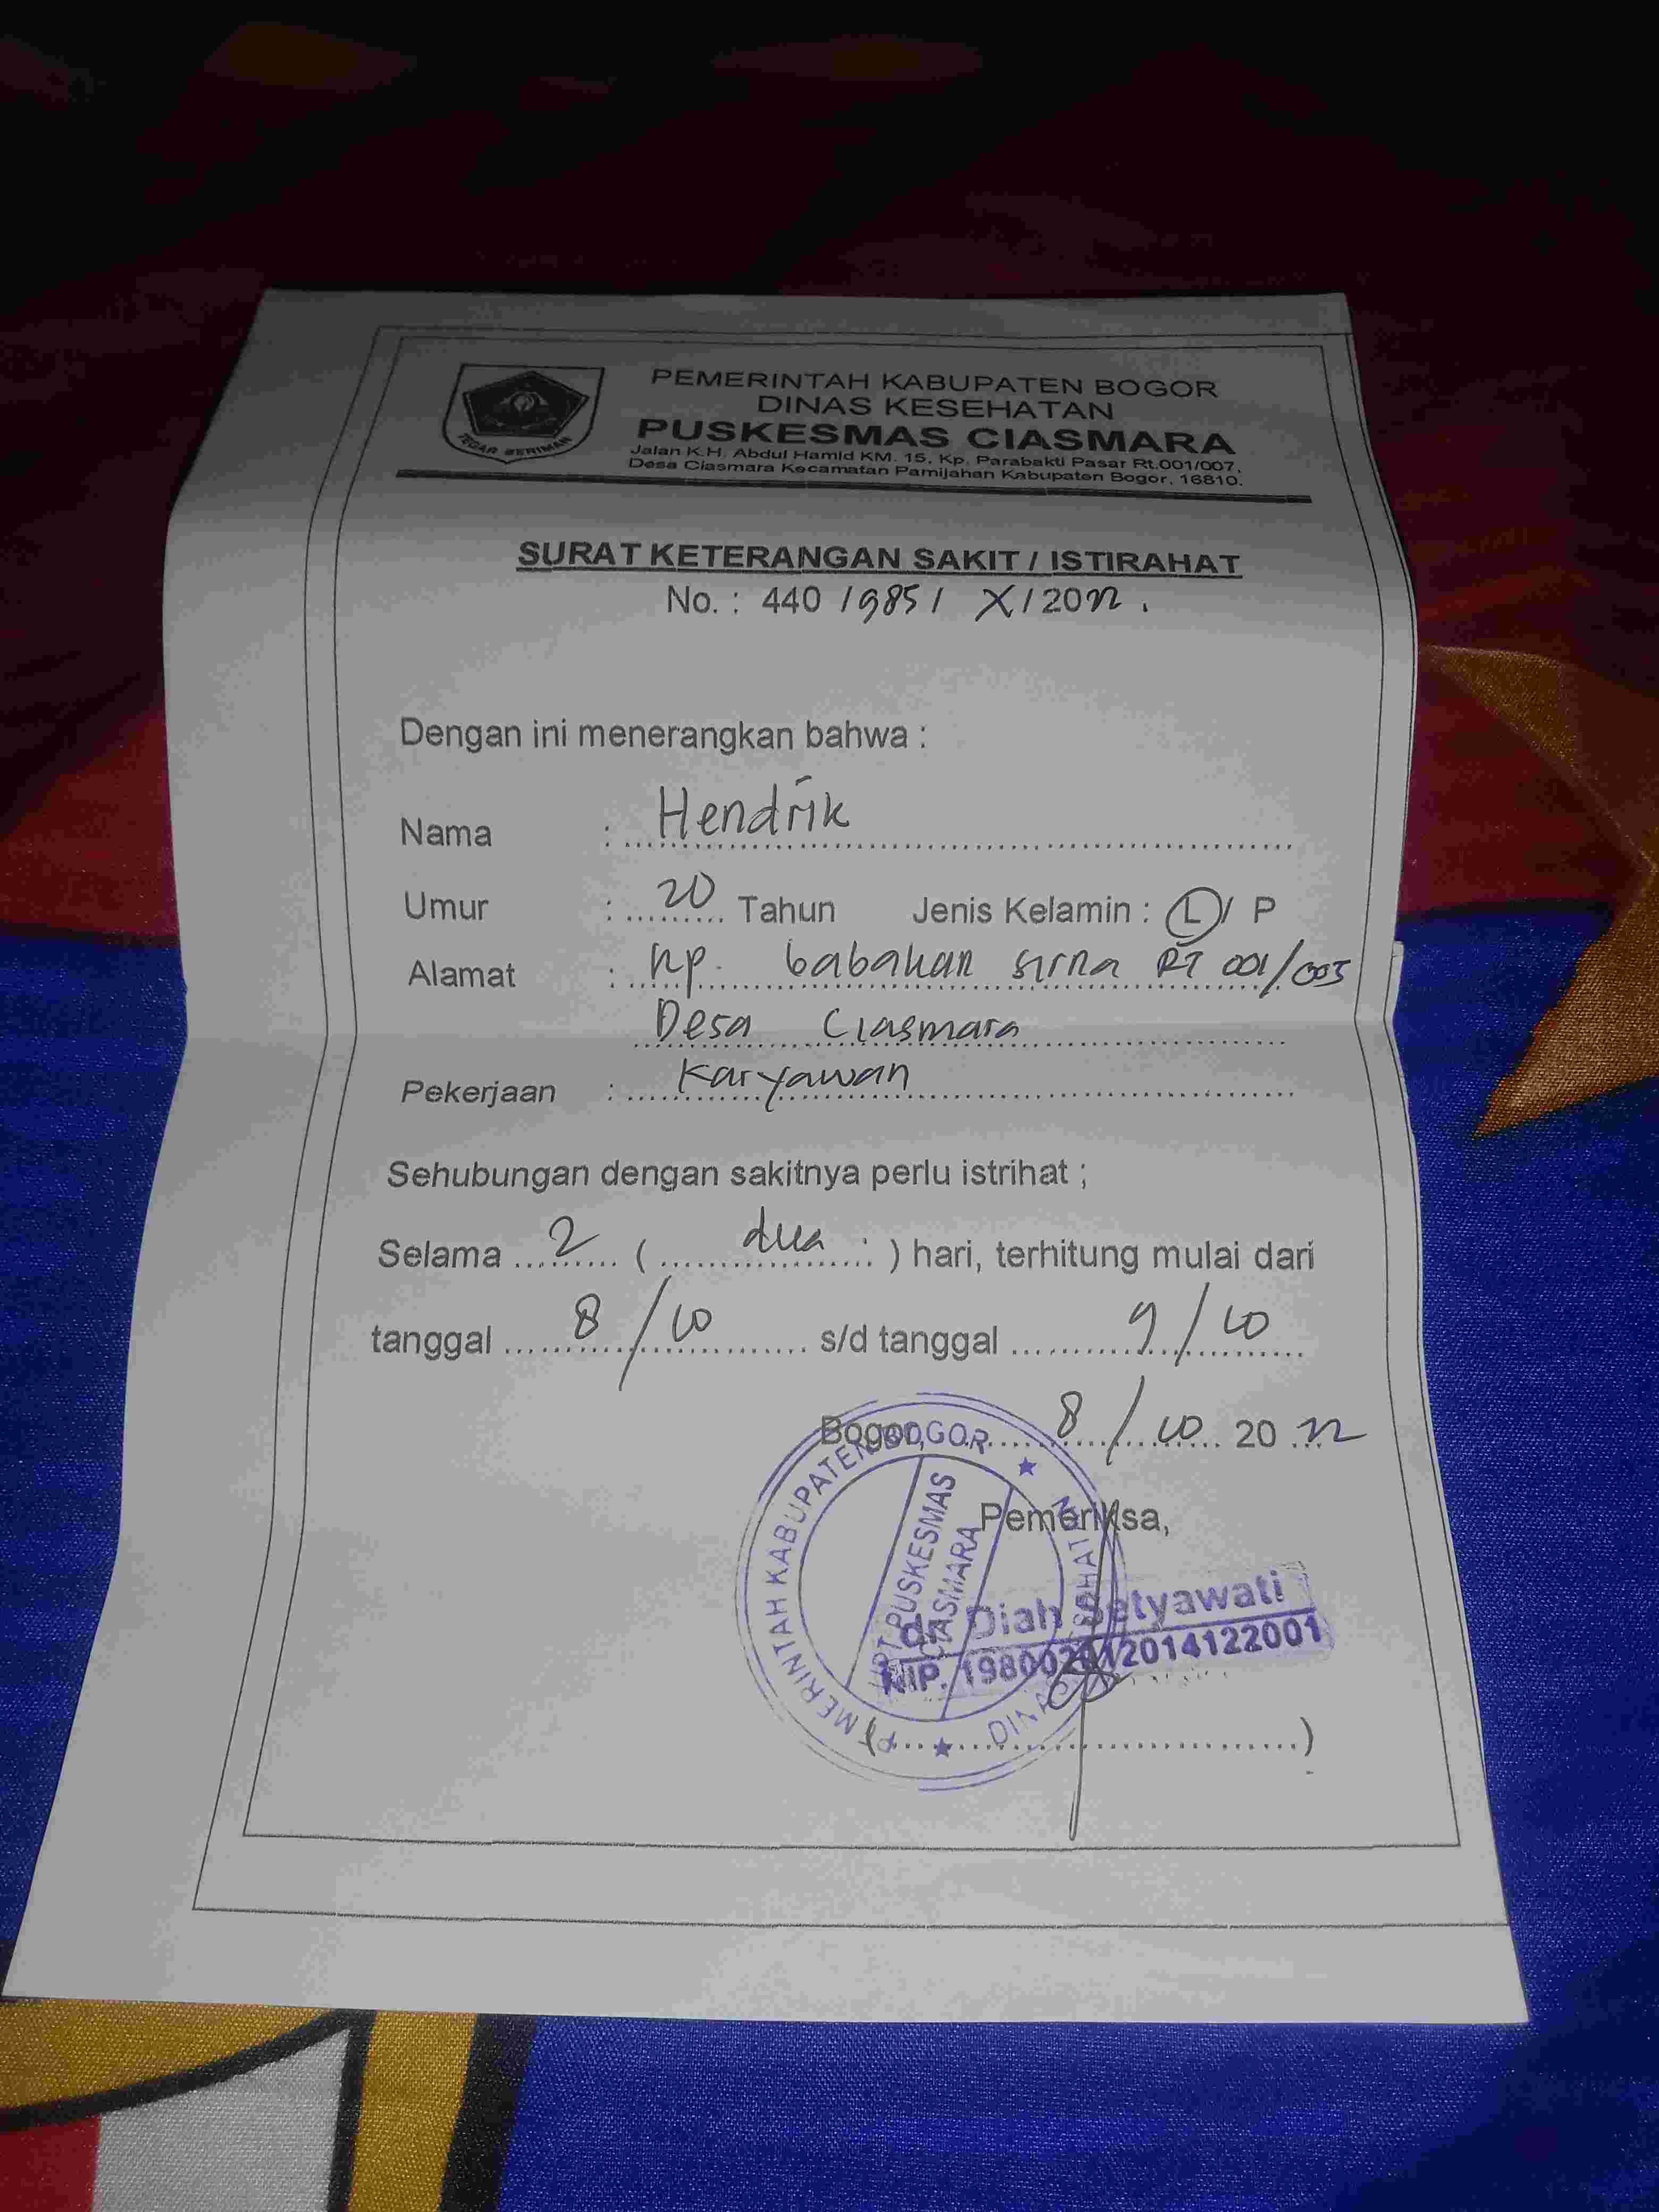 TEGAR BERIMAN
PEMERINTAH KABUPATEN BOGOR
DINAS KESEHATAN
PUSKESMAS CIASMARA
Jalan K.H. Abdul Hamid KM. 15, Kp. Parabakti Pasar Rt.001/007,
Desa Ciasmara Kecamatan Pamijahan Kabupaten Bogor, 16810.
SURAT KETERANGAN SAKIT / ISTIRAHAT
No. : 440 / 985 / X / 2022.
Dengan ini menerangkan bahwa :
Nama : Hendrik
Umur : 20 Tahun Jenis Kelamin : L / P
Alamat : Kp. babakan sirna RT 001/005
Desa Ciasmara
Pekerjaan : Karyawan
Sehubungan dengan sakitnya perlu istrihat ;
Selama 2 ( dua ) hari, terhitung mulai dari
tanggal 8/10 s/d tanggal 9/10
Bogor, 8/10 2022
Pemeriksa,
PEMERINTAH KABUPATEN BOGOR
DINAS KESEHATAN
UPT PUSKESMAS
CIASMARA
dr. Diah Setyawati
NIP.
(..............................)